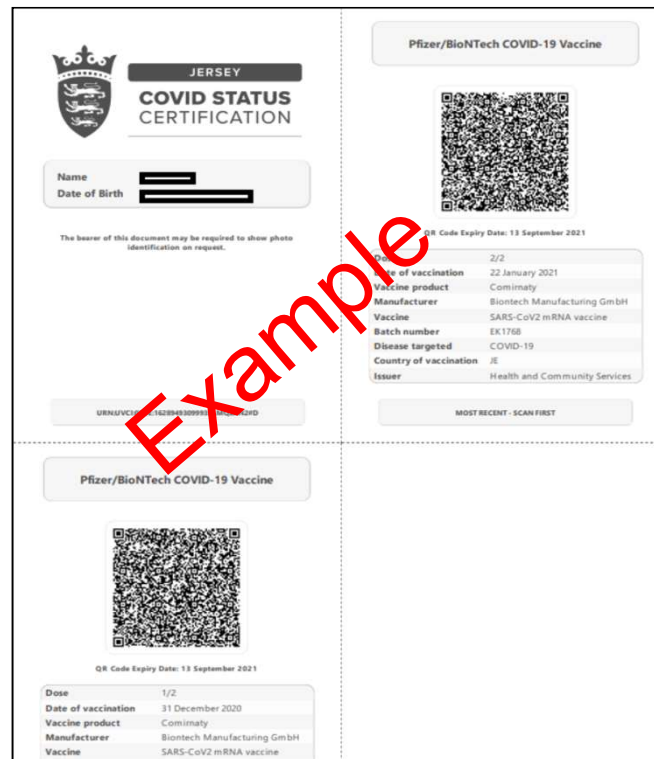 JERSEY
COVID STATUS
CERTIFICATION
Name
Date of Birth
The bearer of this document may be required to show photo
identification on request.
Pfizer/BioNTech COVID-19 Vaccine
QR Code Expiry Date: 13 September 2021
2/2
Date of vaccination 22 January 2021
Vaccine product Comirnaty
Manufacturer Biontech Manufacturing GmbH
Vaccine SARS-CoV2 mRNA vaccine
Batch number EK1768
Disease targeted COVID-19
Country of vaccination JE
Issuer Health and Community Services
MOST RECENT - SCAN FIRST
Example
Pfizer/BioNTech COVID-19 Vaccine
QR Code Expiry Date: 13 September 2021
Dose 1/2
Date of vaccination 31 December 2020
Vaccine product Comirnaty
Manufacturer Biontech Manufacturing GmbH
Vaccine SARS-CoV2 mRNA vaccine